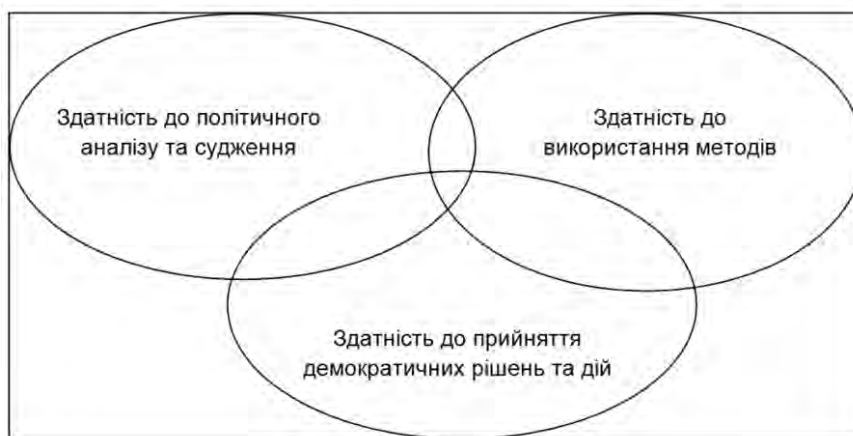 Здатність до політичного
аналізу та судження
Здатність до
використання методів
Здатність до прийняття
демократичних рішень та дій